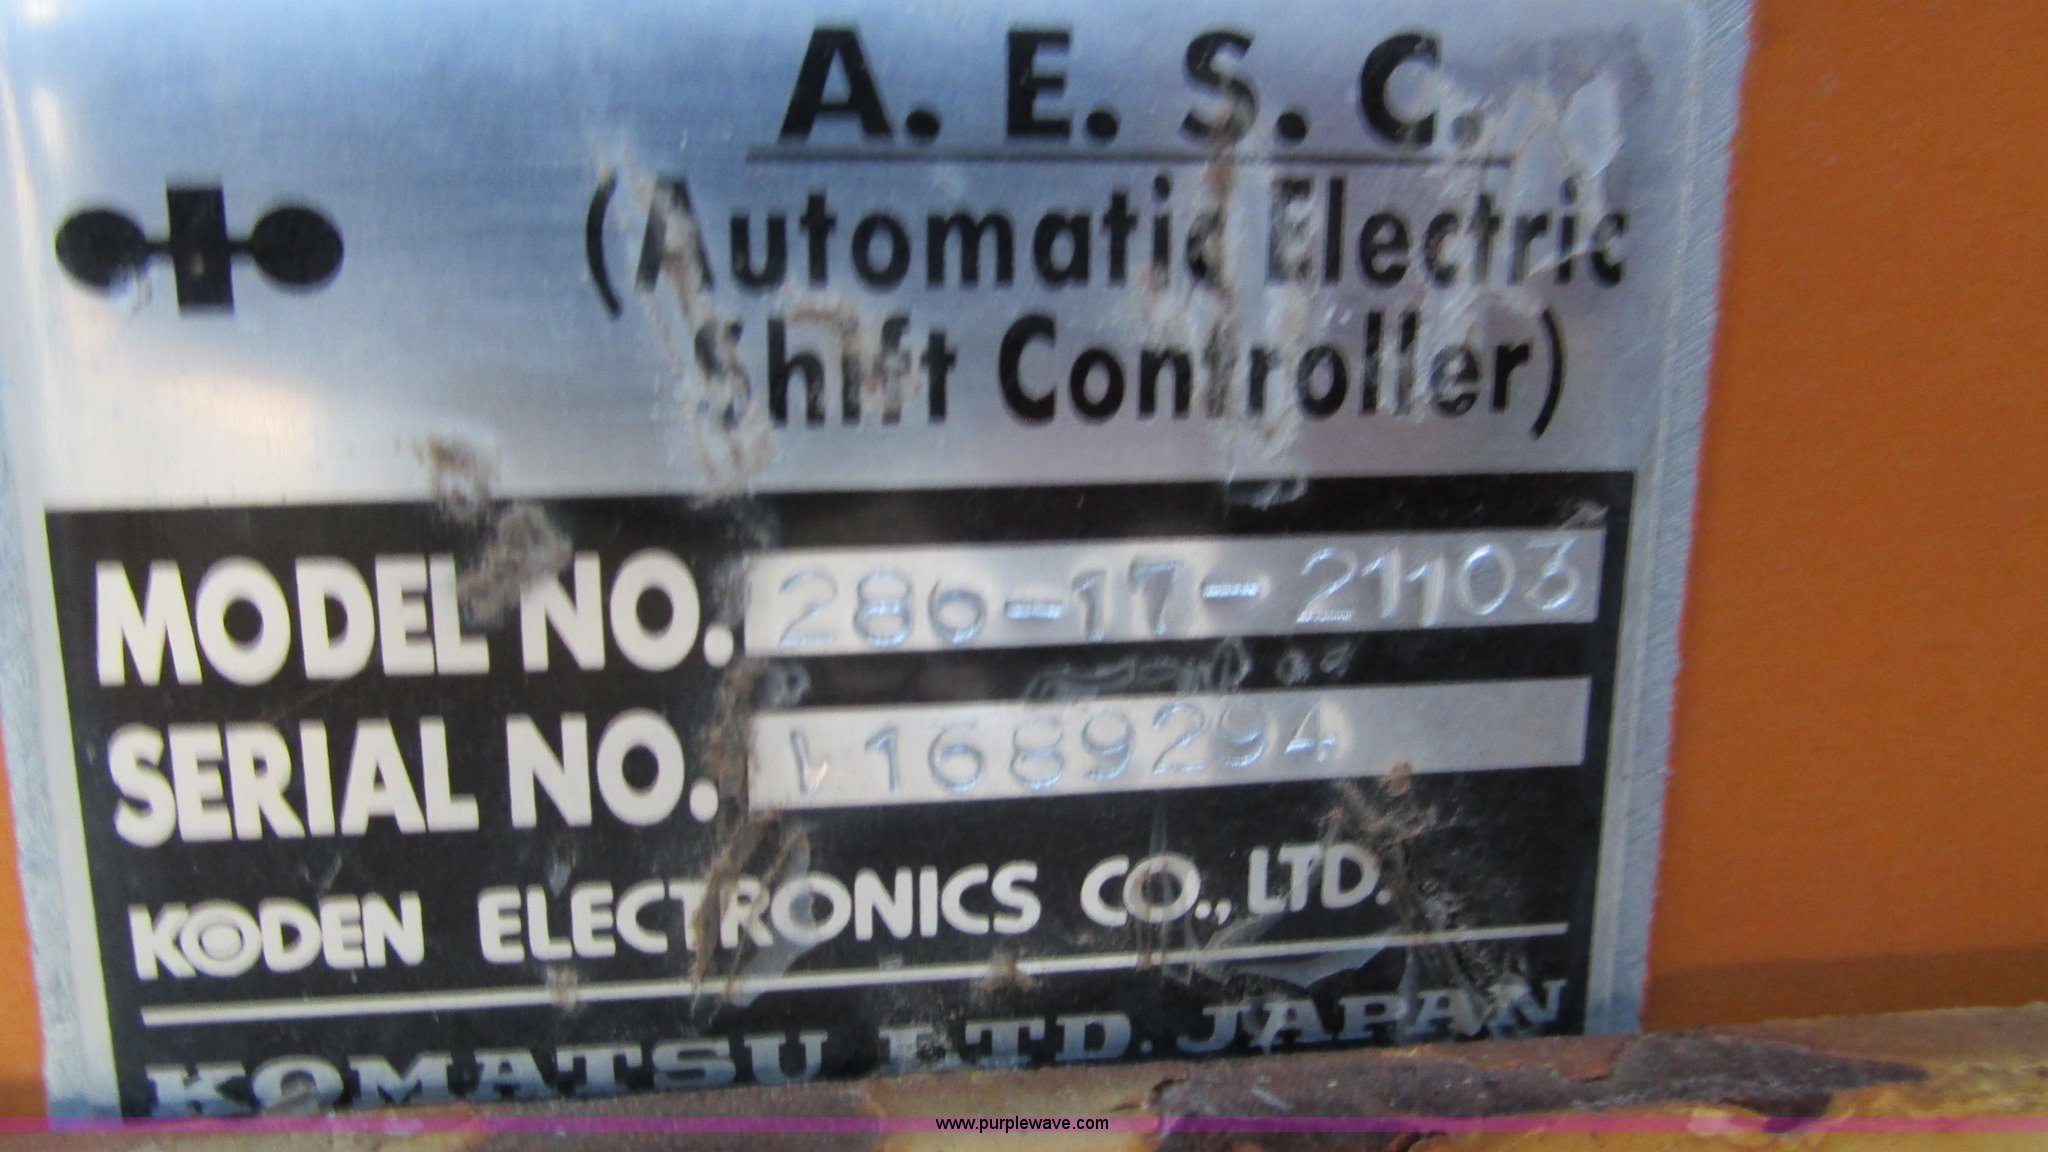 A. E. S. C.
(Automatic Electric
Shift Controller)
MODEL NO. 286-17-21103
SERIAL NO. 1689294
KODEN ELECTRONICS CO., LTD.
KOMATSU LTD. JAPAN
www.purplewave.com